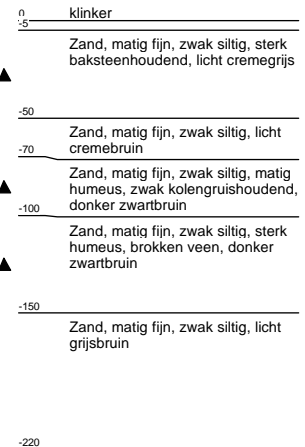 0 klinker
-5
Zand, matig fijn, zwak siltig, sterk
baksteenhoudend, licht cremegrijs
-50
Zand, matig fijn, zwak siltig, licht
cremebruin
-70
Zand, matig fijn, zwak siltig, matig
humeus, zwak kolengruishoudend,
donker zwartbruin
-100
Zand, matig fijn, zwak siltig, sterk
humeus, brokken veen, donker
zwartbruin
-150
Zand, matig fijn, zwak siltig, licht
grijsbruin
-220